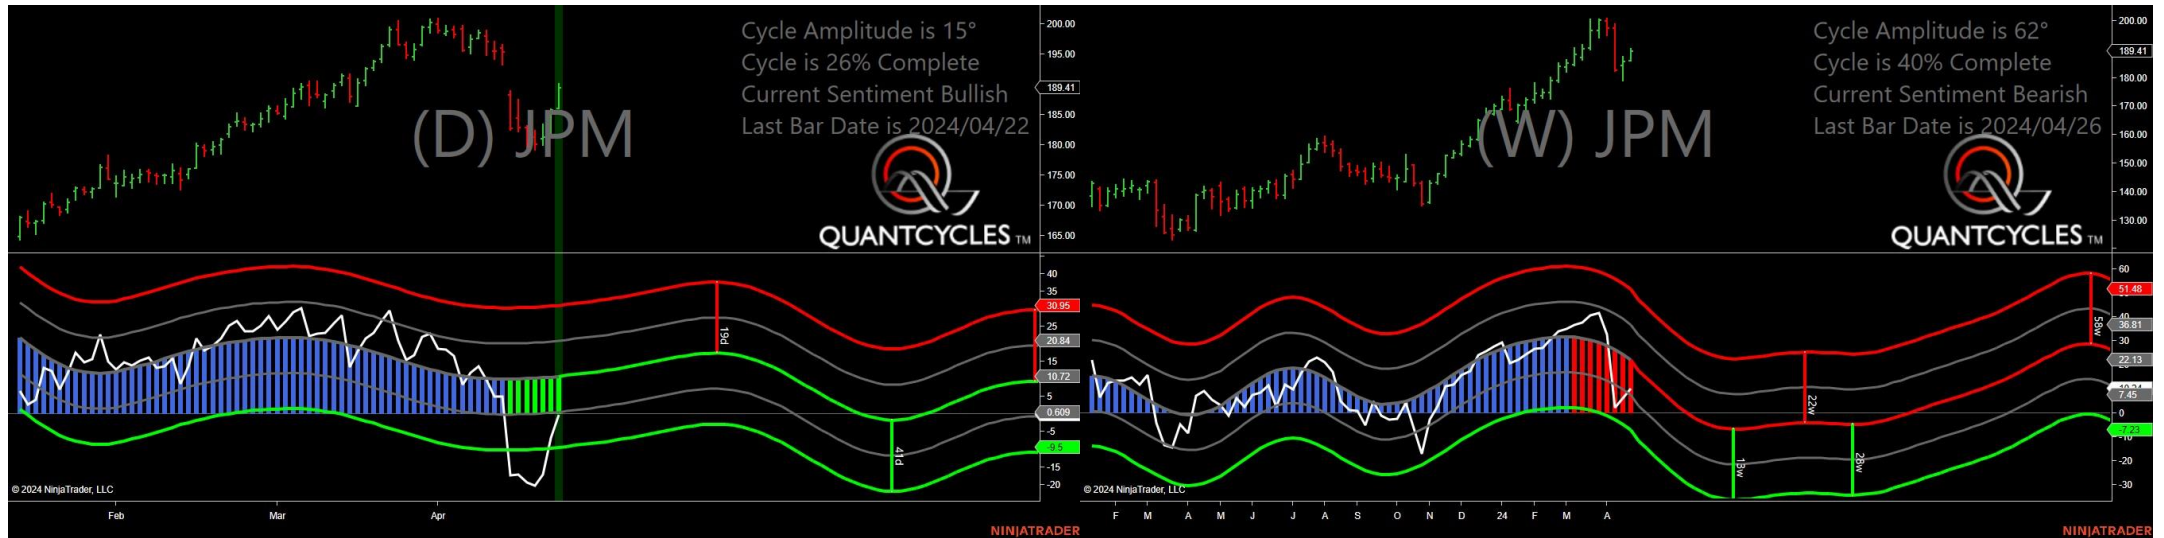 Cycle Amplitude is 15°
Cycle is 26% Complete
Current Sentiment Bullish
Last Bar Date is 2024/04/22
(D) JPM
QUANTCYCLES TM
200.00
195.00
189.41
185.00
180.00
175.00
170.00
165.00
40
35
30.95
25
20.84
15
10.72
5
0.609
-5
-9.5
-15
-20
19d
41d
© 2024 NinjaTrader, LLC
Feb Mar Apr
NINJATRADER
Cycle Amplitude is 62°
Cycle is 40% Complete
Current Sentiment Bearish
Last Bar Date is 2024/04/26
(W) JPM
QUANTCYCLES TM
200.00
189.41
180.00
170.00
160.00
150.00
140.00
130.00
60
51.48
40
36.81
30
22.13
7.45
0
-7.23
-10
-20
-30
58w
22w
13w
28w
© 2024 NinjaTrader, LLC
F M A M J J A S O N D 24 F M A
NINJATRADER